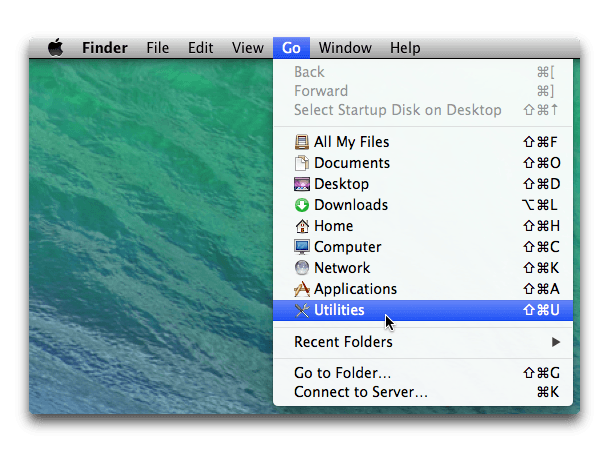 Finder File Edit View Go Window Help
Back ⌘[
Forward ⌘]
Select Startup Disk on Desktop ⇧⌘↑
All My Files ⇧⌘F
Documents ⇧⌘O
Desktop ⇧⌘D
Downloads ⌥⌘L
Home ⇧⌘H
Computer ⇧⌘C
Network ⇧⌘K
Applications ⇧⌘A
Utilities ⇧⌘U
Recent Folders ▶
Go to Folder... ⇧⌘G
Connect to Server... ⌘K